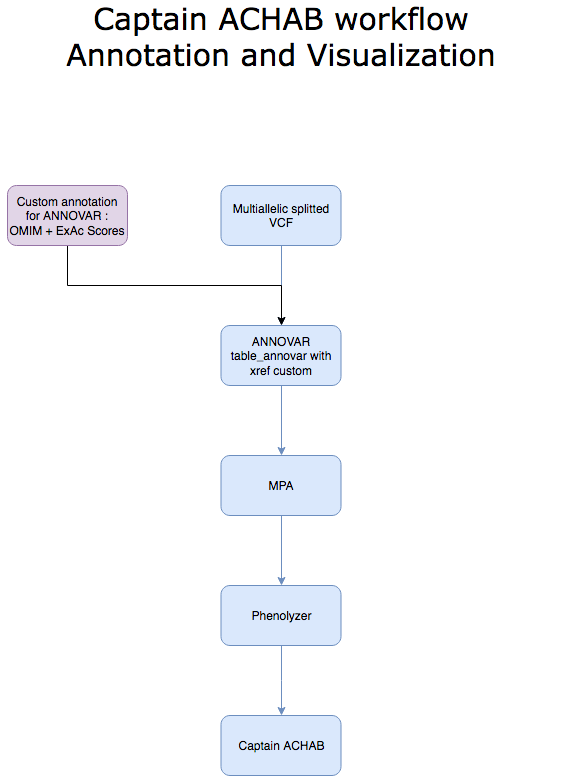 Captain ACHAB workflow
Annotation and Visualization
Custom annotation
for ANNOVAR :
OMIM + ExAc Scores
Multiallelic splitted
VCF
ANNOVAR
table_annovar with
xref custom
MPA
Phenolyzer
Captain ACHAB